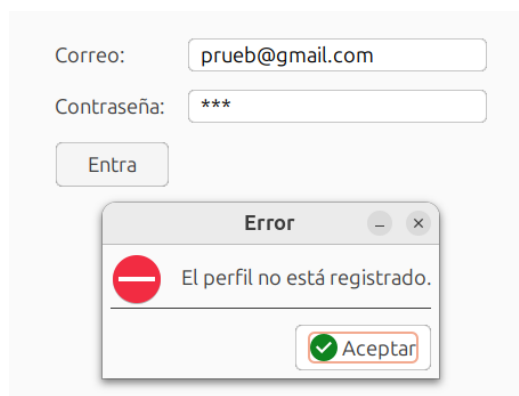 Correo: prueb@gmail.com
Contraseña: ***
Entra
Error
El perfil no está registrado.
Aceptar